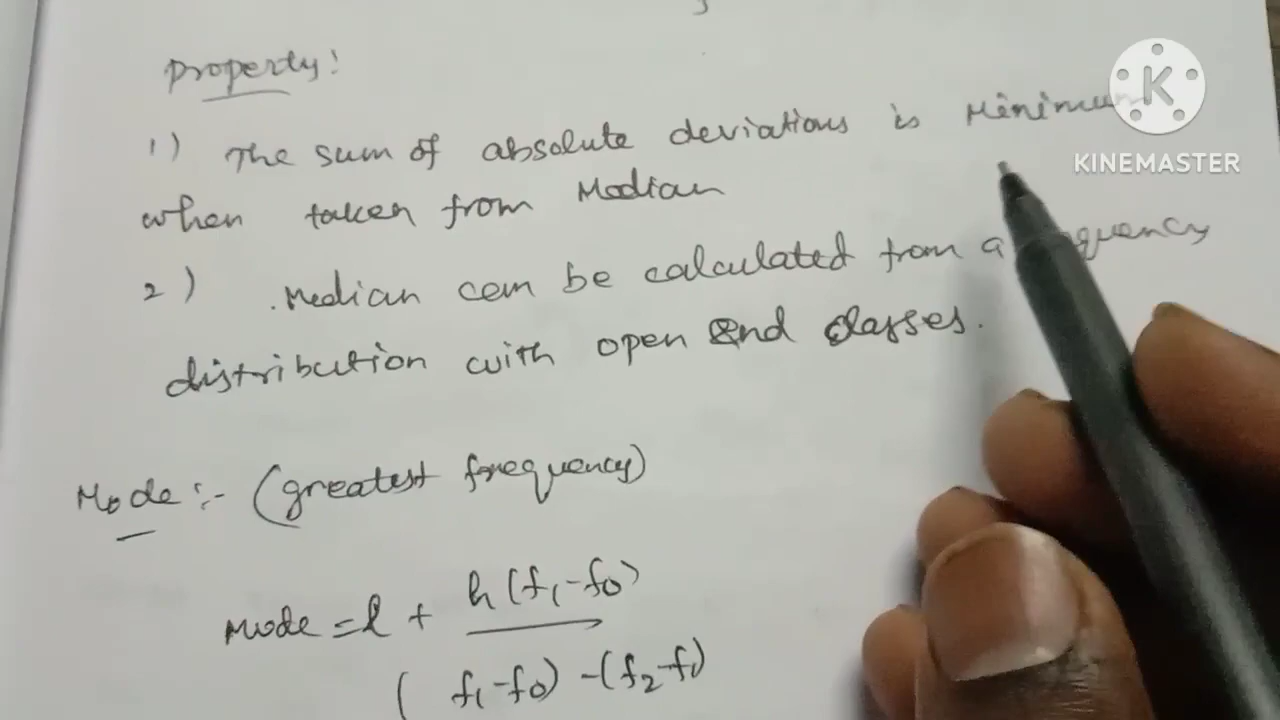 Property:
1) The sum of absolute deviations is Minimum
KINEMASTER
when taken from Median
2) Median can be calculated from a
distribution with open end classes.
Mode :- (greatest frequency)
Mode = l + h (f1-f0)
(f1-f0) - (f2-f1)